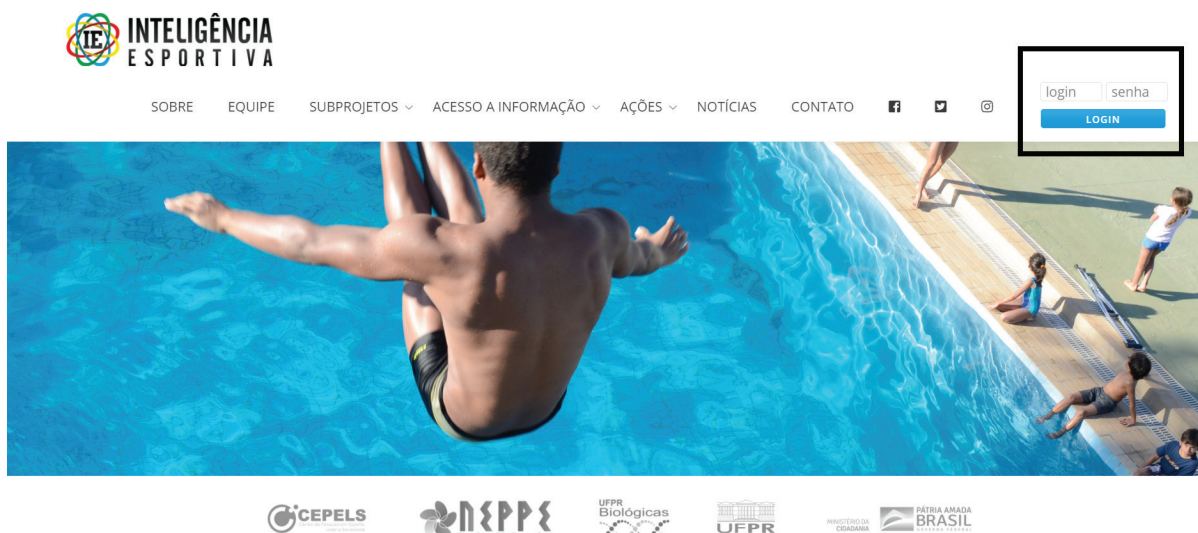 IE INTELIGÊNCIA
ESPORTIVA
login senha
LOGIN
SOBRE EQUIPE SUBPROJETOS ACESSO A INFORMAÇÃO AÇÕES NOTÍCIAS CONTATO
CEPELS
NEPPE
UFPR
Biológicas
UFPR
MINISTÉRIO DA
CIDADANIA
PÁTRIA AMADA
BRASIL
GOVERNO FEDERAL